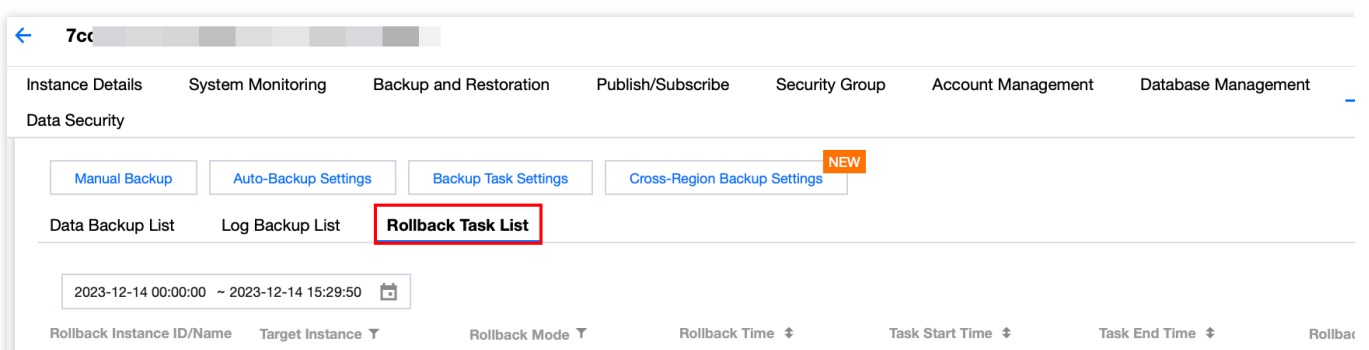 7cc
Instance Details System Monitoring Backup and Restoration Publish/Subscribe Security Group Account Management Database Management
Data Security
NEW
Manual Backup Auto-Backup Settings Backup Task Settings Cross-Region Backup Settings
Data Backup List Log Backup List Rollback Task List
2023-12-14 00:00:00 ~ 2023-12-14 15:29:50
Rollback Instance ID/Name Target Instance Rollback Mode Rollback Time Task Start Time Task End Time